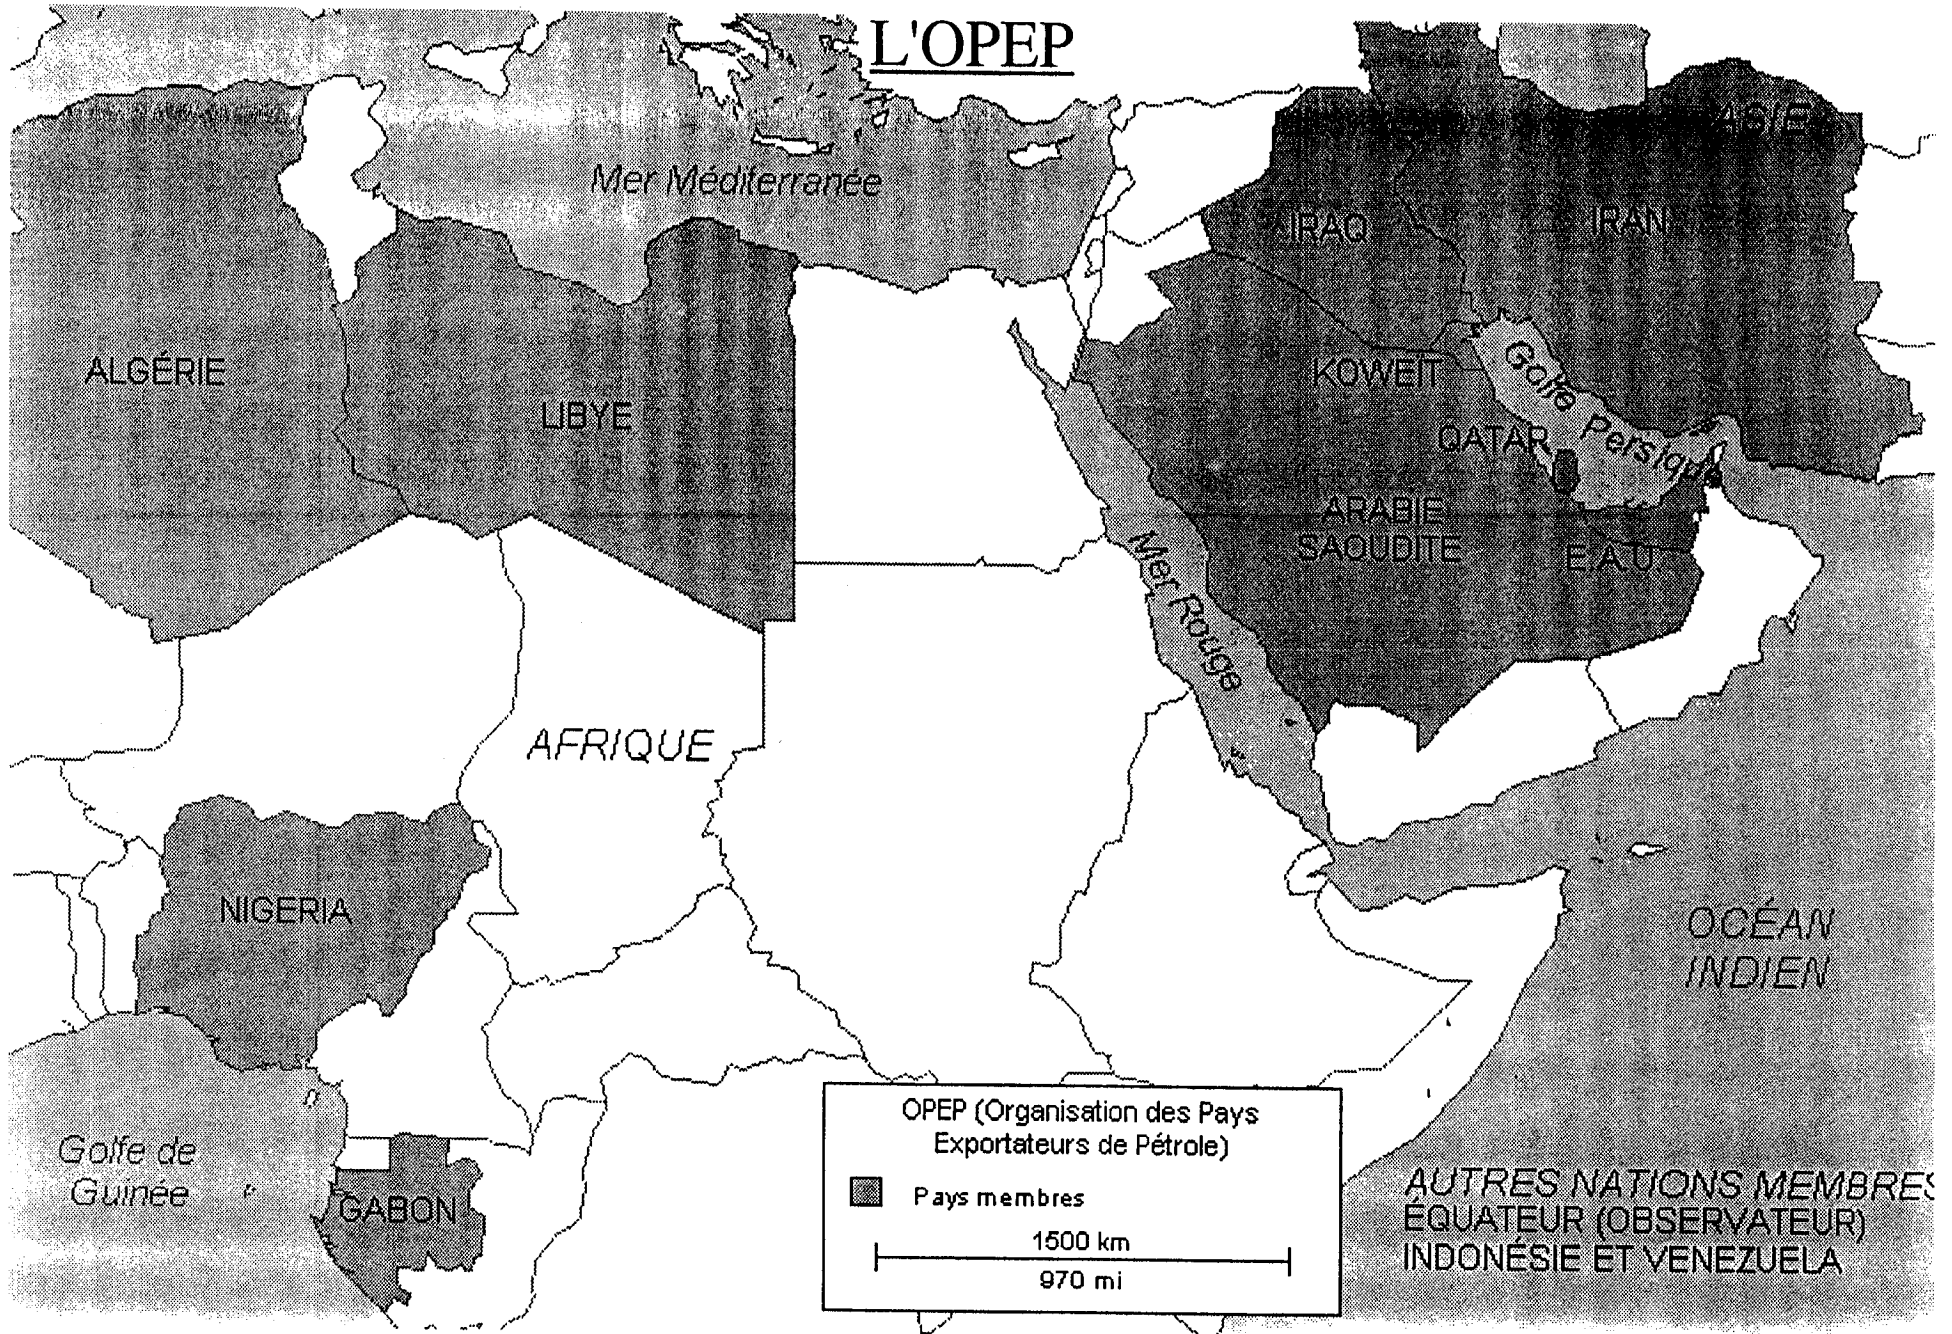 L'OPEP
ASIE
Mer Méditerranée
IRAQ
IRAN
ALGÉRIE
LIBYE
KOWEIT
Golfe Persique
QATAR
ARABIE
SAOUDITE
E.A.U.
Mer Rouge
AFRIQUE
NIGERIA
OCÉAN
INDIEN
Golfe de
Guinée
GABON
OPEP (Organisation des Pays
Exportateurs de Pétrole)
Pays membres
1500 km
970 mi
AUTRES NATIONS MEMBRES
ÉQUATEUR (OBSERVATEUR)
INDONÉSIE ET VENEZUELA